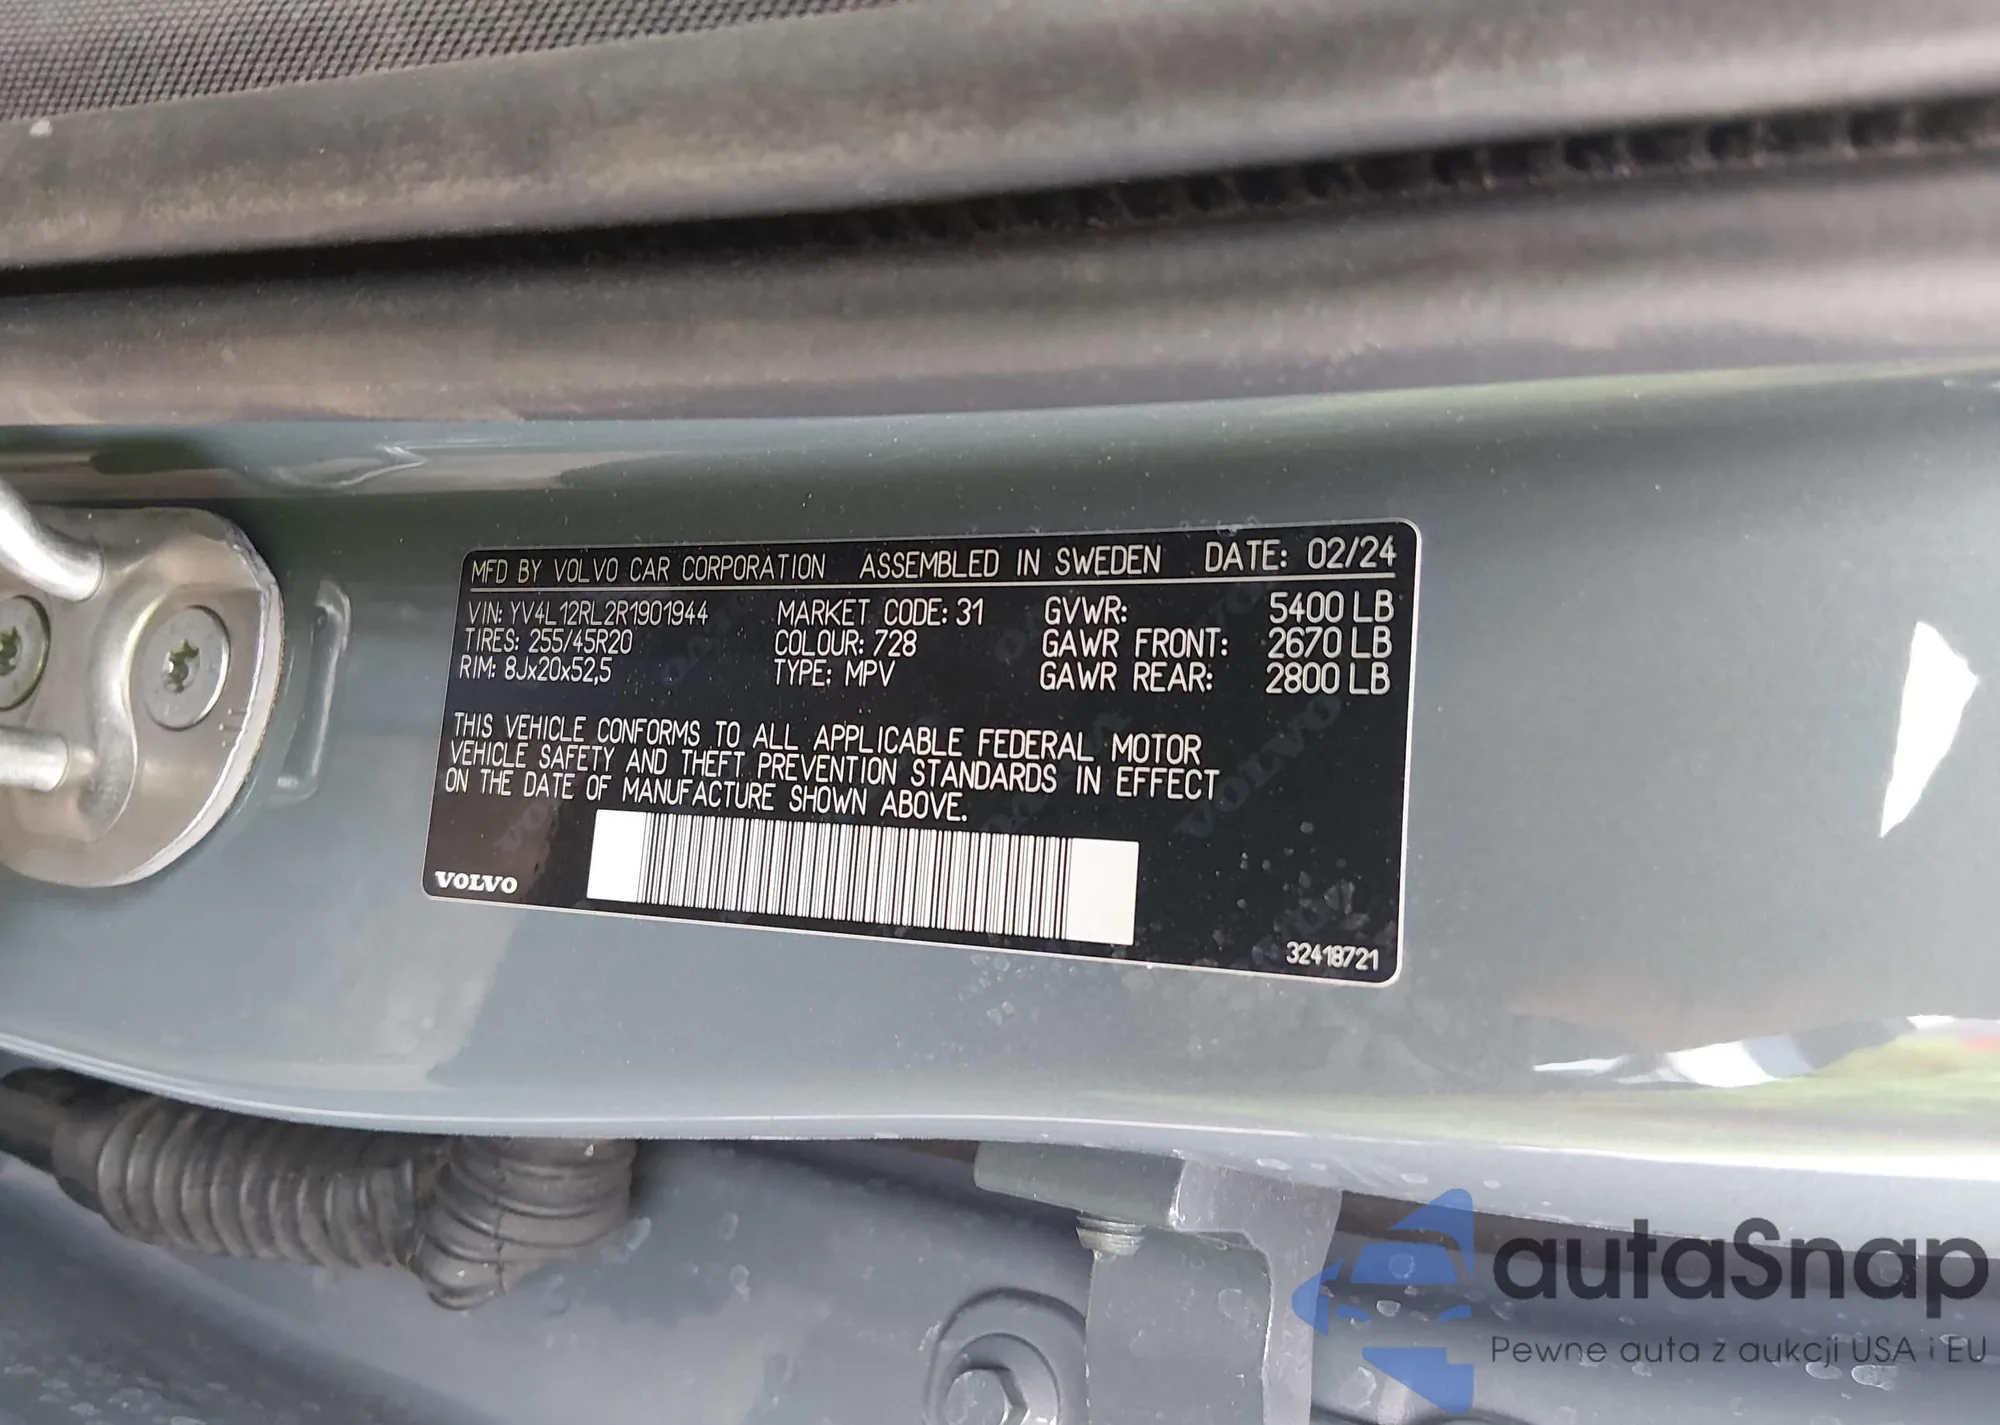 MFD BY VOLVO CAR CORPORATION ASSEMBLED IN SWEDEN DATE: 02/24
VIN: YV4L12RL2R1901944 MARKET CODE: 31 GVWR: 5400 LB
TIRES: 255/45R20 COLOUR: 728 GAWR FRONT: 2670 LB
RIM: 8Jx20x52,5 TYPE: MPV GAWR REAR: 2800 LB
THIS VEHICLE CONFORMS TO ALL APPLICABLE FEDERAL MOTOR
VEHICLE SAFETY AND THEFT PREVENTION STANDARDS IN EFFECT
ON THE DATE OF MANUFACTURE SHOWN ABOVE.
VOLVO
32418721
autaSnap
Pewne auta z aukcji USA i EU